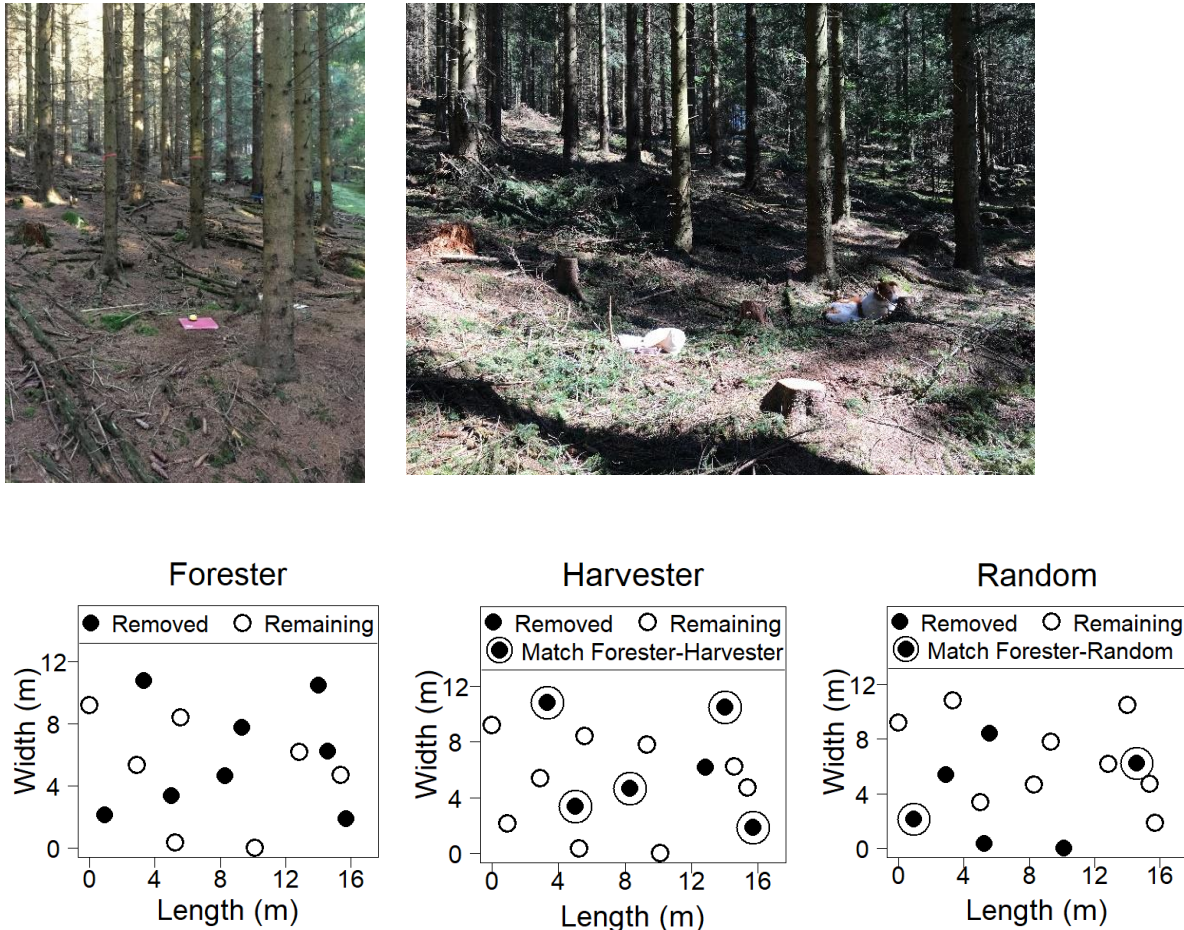 Forester
Removed Remaining
12
8
4
0
Width (m)
0 4 8 12 16
Length (m)
Harvester
Removed Remaining
Match Forester-Harvester
12
8
4
0
Width (m)
0 4 8 12 16
Length (m)
Random
Removed Remaining
Match Forester-Random
12
8
4
0
Width (m)
0 4 8 12 16
Length (m)